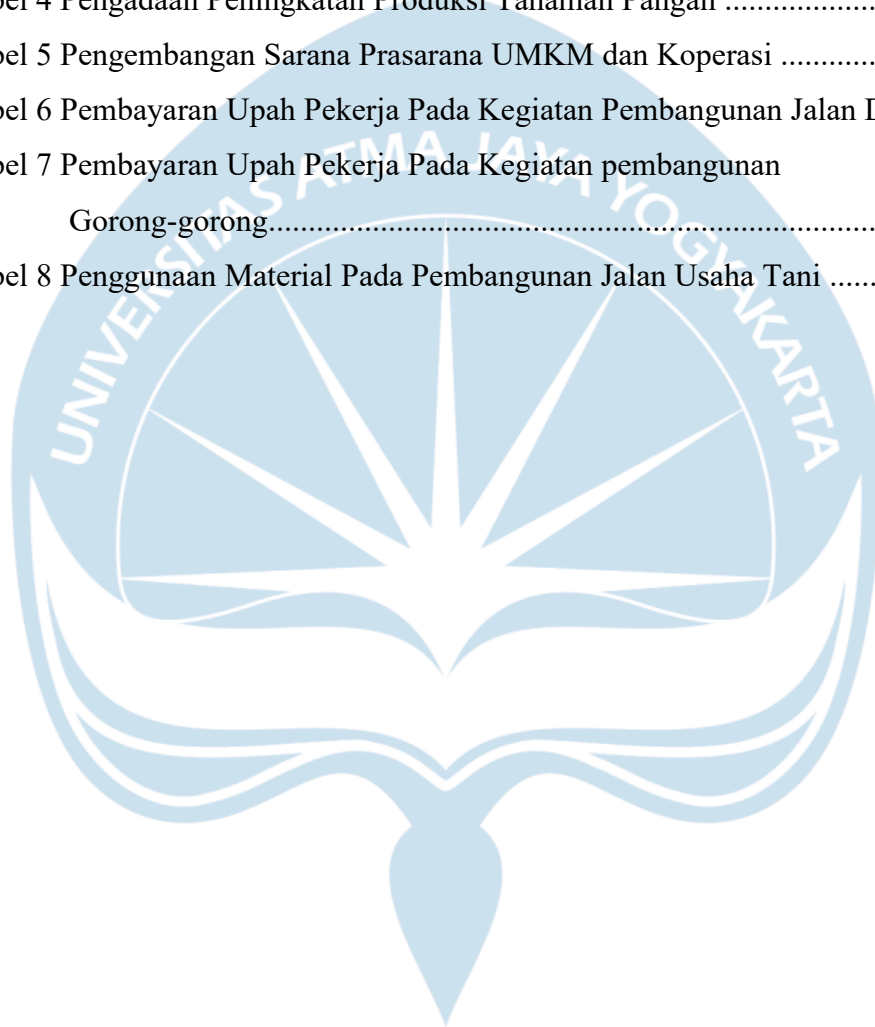 bel 4 Pengadaan Peningkatan Produksi Tanaman Pangan ..................
bel 5 Pengembangan Sarana Prasarana UMKM dan Koperasi ............
bel 6 Pembayaran Upah Pekerja Pada Kegiatan Pembangunan Jalan D
bel 7 Pembayaran Upah Pekerja Pada Kegiatan pembangunan
Gorong-gorong..............................................................................
bel 8 Penggunaan Material Pada Pembangunan Jalan Usaha Tani ......
UNIVERSITAS ATMA JAYA YOGYAKARTA